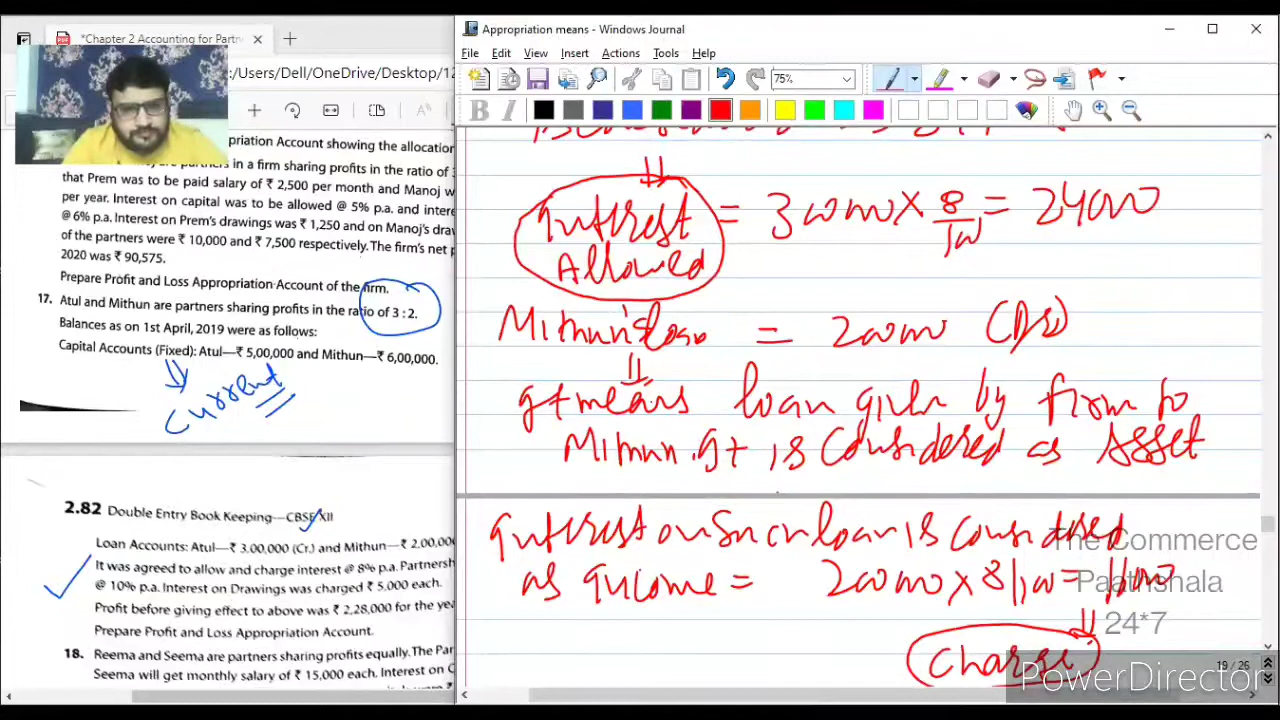 *Chapter 2 Accounting for Partn
:/Users/Dell/OneDrive/Desktop/12
priation Account showing the allocation
in a firm sharing profits in the ratio of 3
that Prem was to be paid salary of ₹ 2,500 per month and Manoj w
per year. Interest on capital was to be allowed @ 5% p.a. and intere
@ 6% p.a. Interest on Prem's drawings was ₹ 1,250 and on Manoj's dra
of the partners were ₹ 10,000 and ₹ 7,500 respectively. The firm's net p
2020 was ₹ 90,575.
Prepare Profit and Loss Appropriation Account of the firm.
17. Atul and Mithun are partners sharing profits in the ratio of 3 : 2.
Balances as on 1st April, 2019 were as follows:
Capital Accounts (Fixed): Atul—₹ 5,00,000 and Mithun—₹ 6,00,000.
Current
2.82 Double Entry Book Keeping—CBSE XII
Loan Accounts: Atul—₹ 3,00,000 (Cr.) and Mithun—₹ 2,00,00
It was agreed to allow and charge interest @ 8% p.a. Partnersh
@ 10% p.a. Interest on Drawings was charged ₹ 5,000 each.
Profit before giving effect to above was ₹ 2,28,000 for the yea
Prepare Profit and Loss Appropriation Account.
18. Reema and Seema are partners sharing profits equally. The Par
Seema will get monthly salary of ₹ 15,000 each. Interest on C
Appropriation means - Windows Journal
File Edit View Insert Actions Tools Help
75%
B I
Interest = 300000 × 8/100 = 24000
Allowed
Mithun's loan = 200000 (Dr)
It means loan given by firm to
Mithun. It is Considered as Asset
Interest on Such loan is Considered
as Income = 200000 × 8/100 = 16000
Charge
The Commerce
Paathshala
24*7
19 / 26
PowerDirector